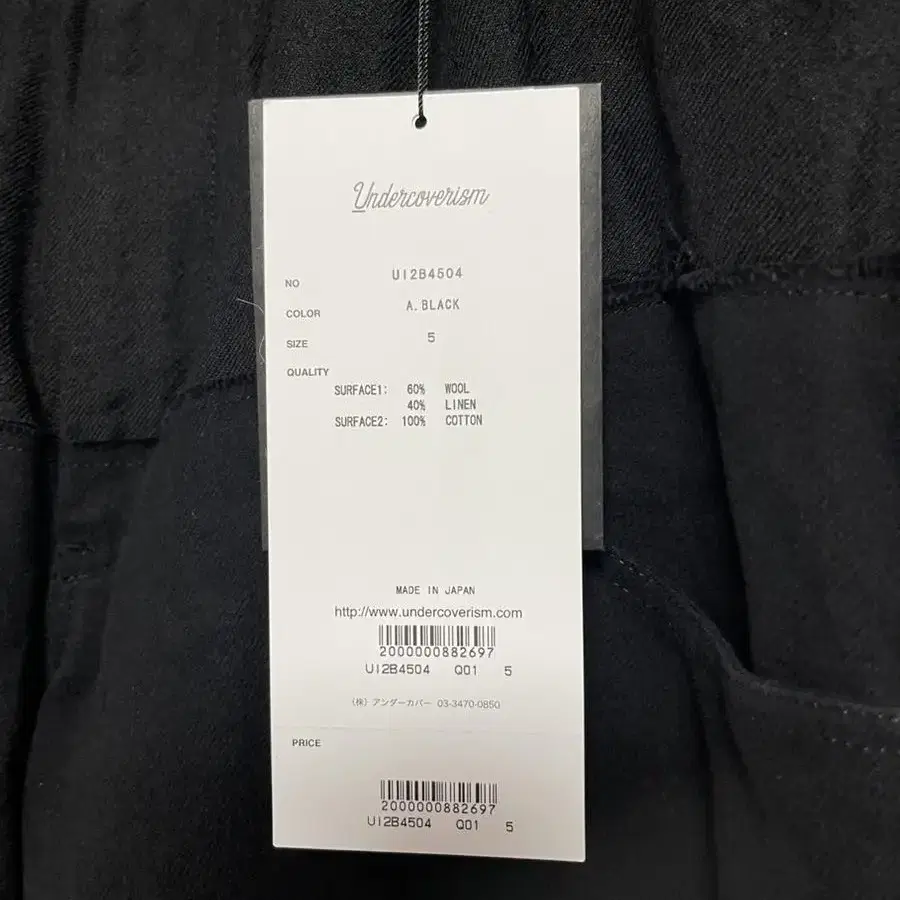 Undercoverism
NO UI2B4504
COLOR A.BLACK
SIZE 5
QUALITY
SURFACE1: 60% WOOL
40% LINEN
SURFACE2: 100% COTTON
MADE IN JAPAN
http://www.undercoverism.com
2000000882697
UI2B4504 Q01 5
(株) アンダーカバー 03-3470-0850
PRICE
2000000882697
UI2B4504 Q01 5